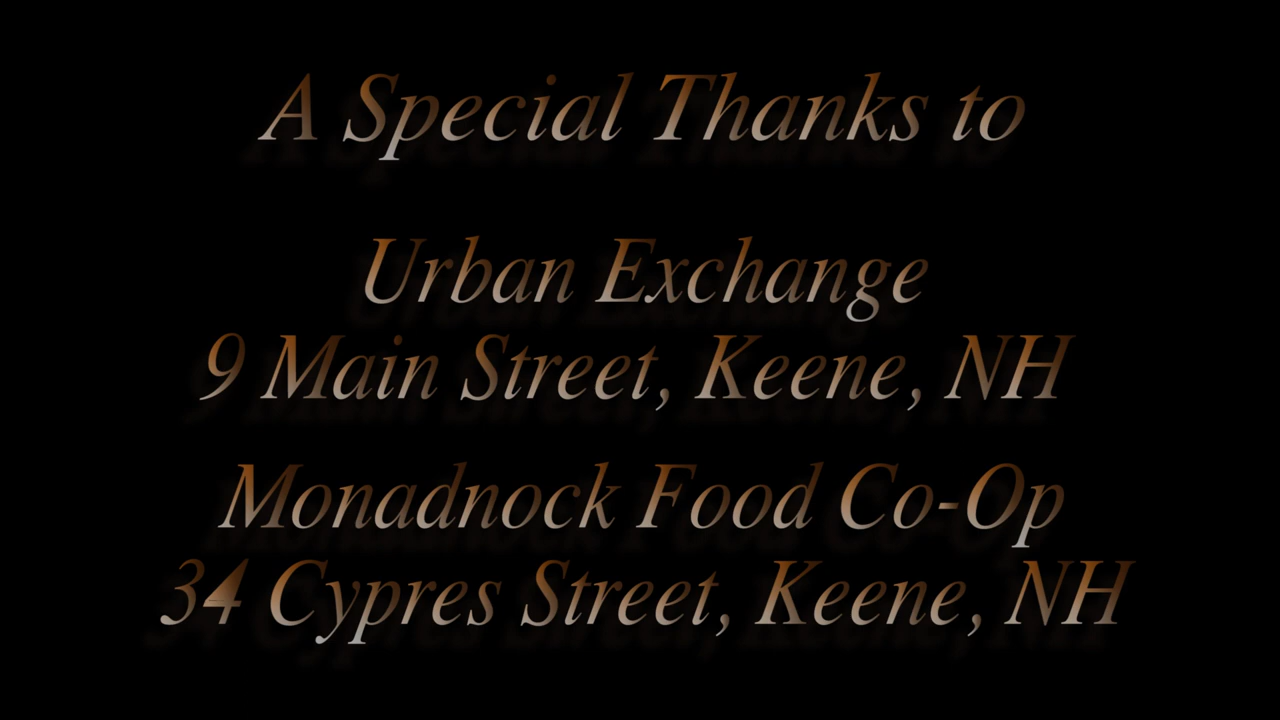 A Special Thanks to
Urban Exchange
9 Main Street, Keene, NH
Monadnock Food Co-Op
34 Cypres Street, Keene, NH